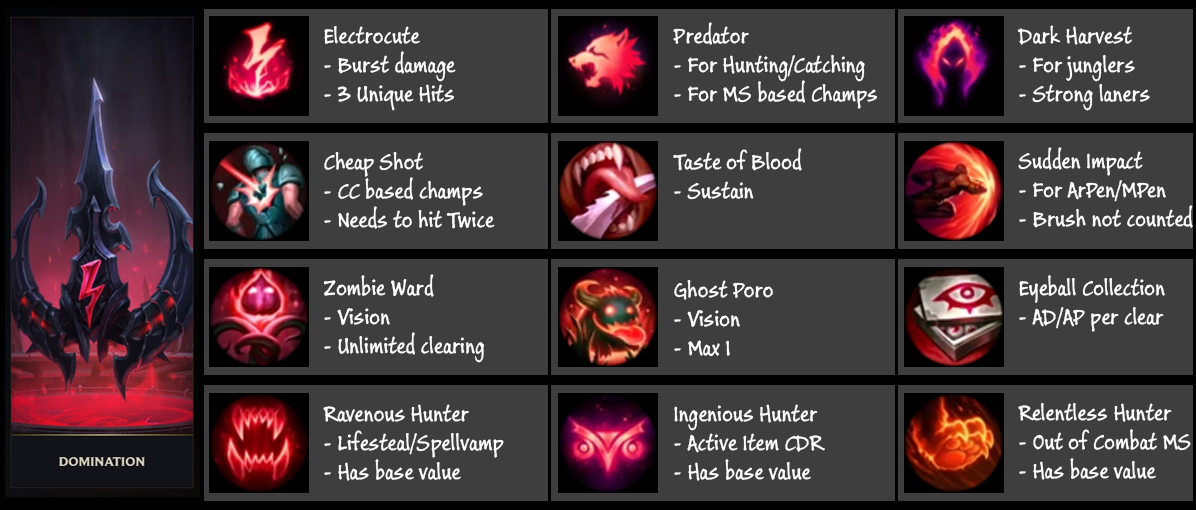 Electrocute
- Burst damage
- 3 Unique Hits
Predator
- For Hunting/Catching
- For MS based Champs
Dark Harvest
- For junglers
- Strong laners
Cheap Shot
- CC based champs
- Needs to hit Twice
Taste of Blood
- Sustain
Sudden Impact
- For ArPen/MPen
- Brush not counted
Zombie Ward
- Vision
- Unlimited clearing
Ghost Poro
- Vision
- Max 1
Eyeball Collection
- AD/AP per clear
Ravenous Hunter
- Lifesteal/Spellvamp
- Has base value
Ingenious Hunter
- Active Item CDR
- Has base value
Relentless Hunter
- Out of Combat MS
- Has base value
DOMINATION